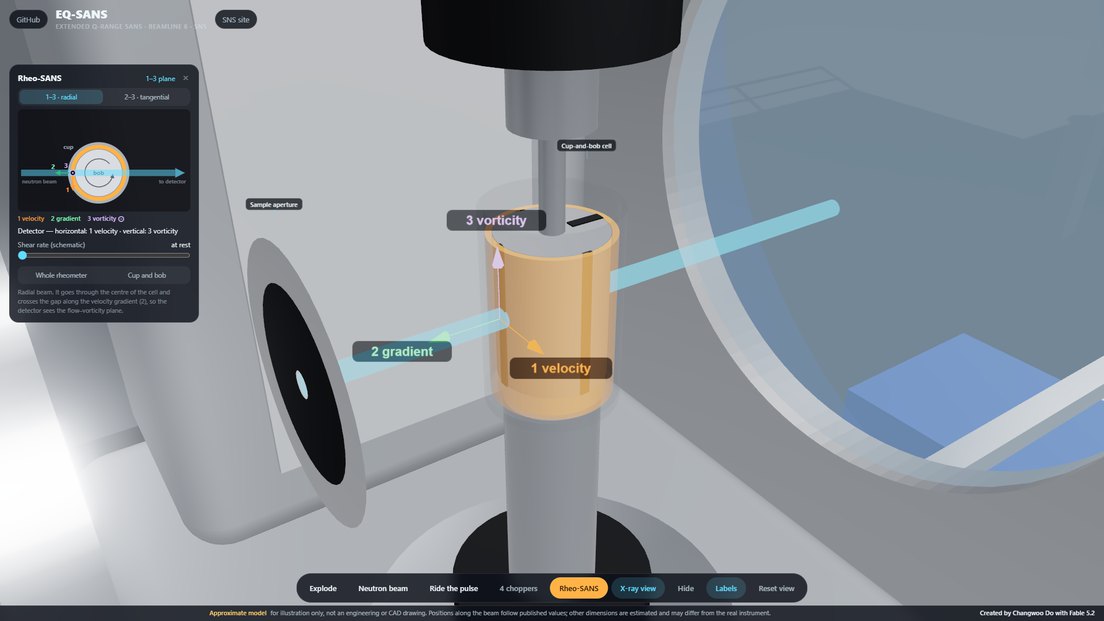 GitHub
EQ-SANS
EXTENDED Q-RANGE SANS · BEAMLINE 6 · SNS
SNS site
Rheo-SANS
1–3 plane
×
1–3 · radial
2–3 · tangential
cup
2
3
bob
neutron beam
to detector
1
1 velocity 2 gradient 3 vorticity
Detector — horizontal: 1 velocity · vertical: 3 vorticity
Shear rate (schematic)
at rest
Whole rheometer
Cup and bob
Radial beam. It goes through the centre of the cell and
crosses the gap along the velocity gradient (2), so the
detector sees the flow-vorticity plane.
Cup-and-bob cell
Sample aperture
3 vorticity
2 gradient
1 velocity
Explode
Neutron beam
Ride the pulse
4 choppers
Rheo-SANS
X-ray view
Hide
Labels
Reset view
Approximate model for illustration only, not an engineering or CAD drawing. Positions along the beam follow published values; other dimensions are estimated and may differ from the real instrument.
Created by Changwoo Do with Fable 5.2